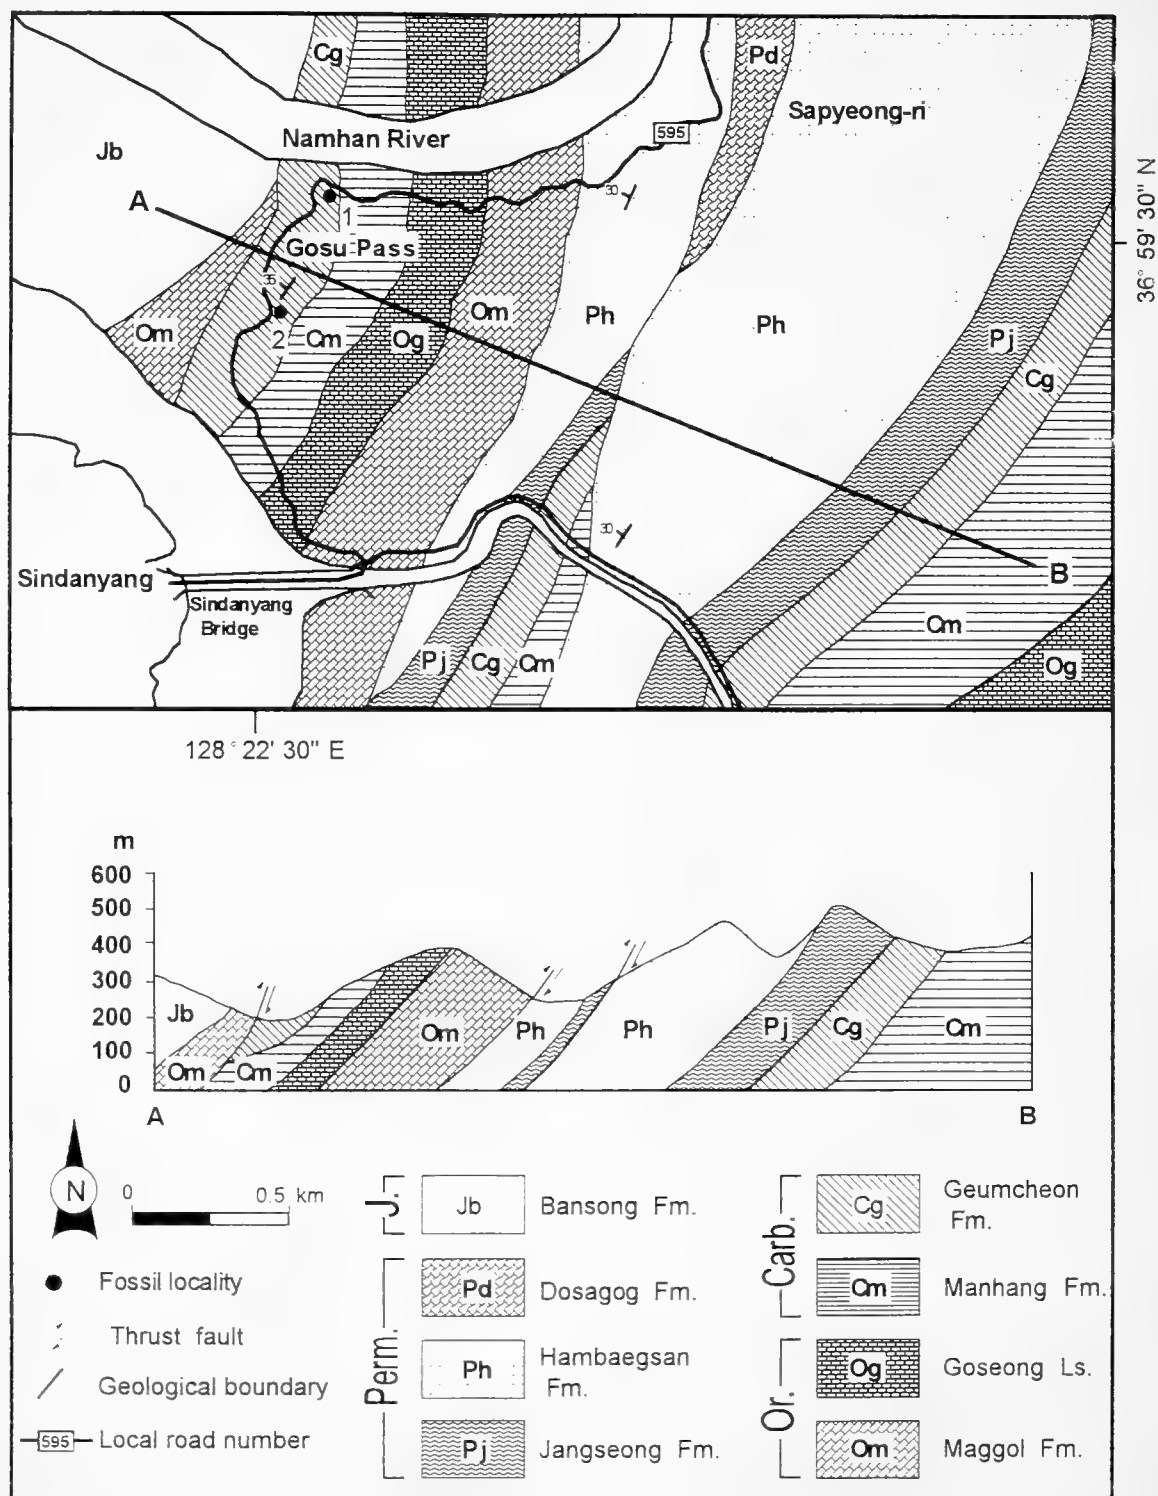 Cg
Pd
Sapyeong-ri
595
Namhan River
Jb
A
30
1
Gosu Pass
35
36° 59' 30" N
Om
2
Cm
Og
Om
Ph
Ph
Pj
Cg
30
B
Sindanyang
Sindanyang
Bridge
Cm
Pj
Cg
Cm
Og
128° 22' 30" E
m
600
500
400
300
200
100
0
Jb
Om
Cm
Om
Ph
Ph
Pj
Cg
Cm
A
B
N
0
0.5 km
Fossil locality
Thrust fault
Geological boundary
595
Local road number
J.
Jb
Bansong Fm.
Perm.
Pd
Dosagog Fm.
Ph
Hambaegsan
Fm.
Pj
Jangseong Fm.
Carb.
Cg
Geumcheon
Fm.
Cm
Manhang Fm.
Or.
Og
Goseong Ls.
Om
Maggol Fm.